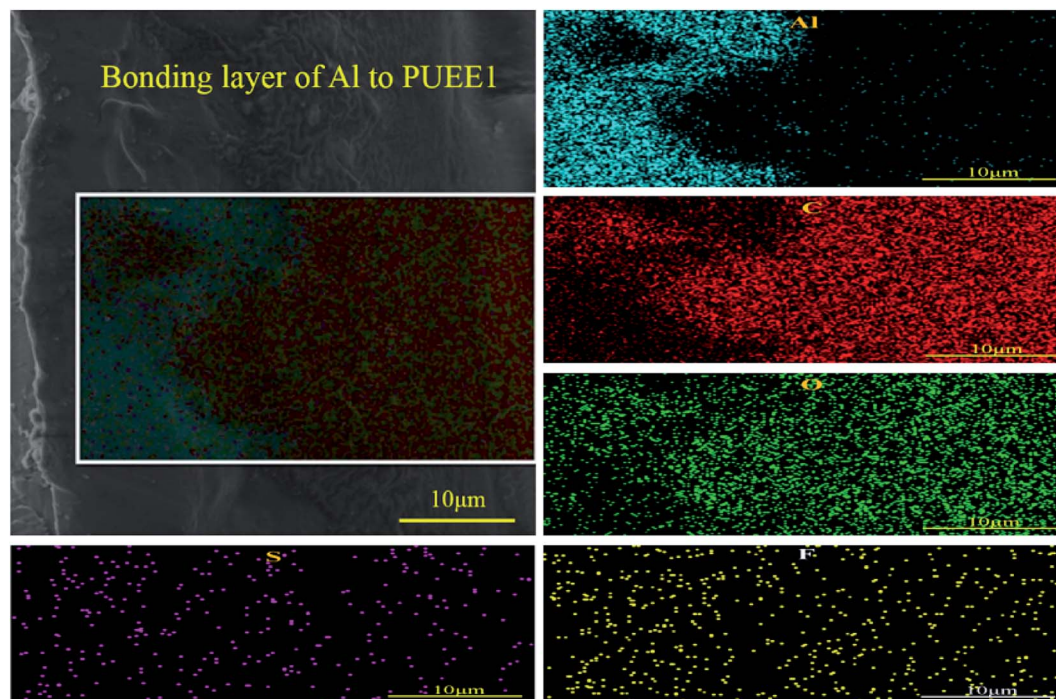 Bonding layer of Al to PUEE1
10μm
Al
10μm
C
10μm
O
10μm
S
10μm
F
10μm